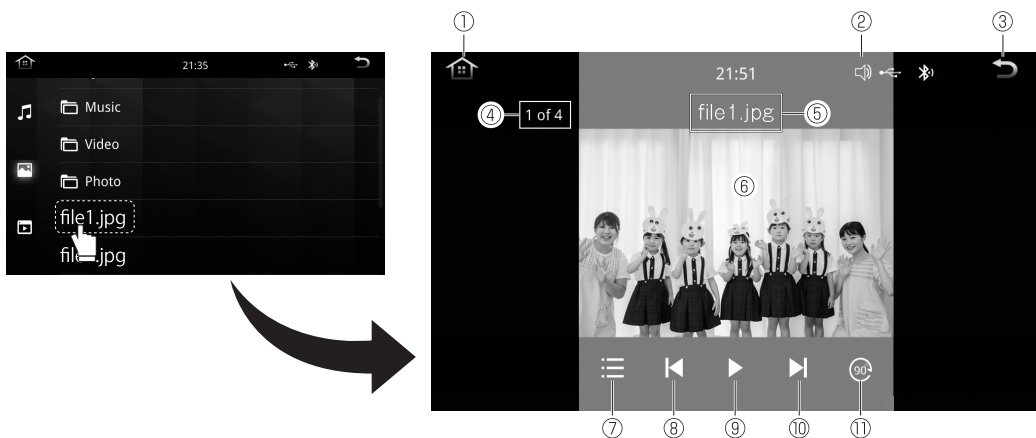 ① ② ③
21:35
Music
Video
Photo
file1.jpg
.jpg
21:51
④ 1 of 4
file1.jpg ⑤
⑥
90
⑦ ⑧ ⑨ ⑩ ⑪